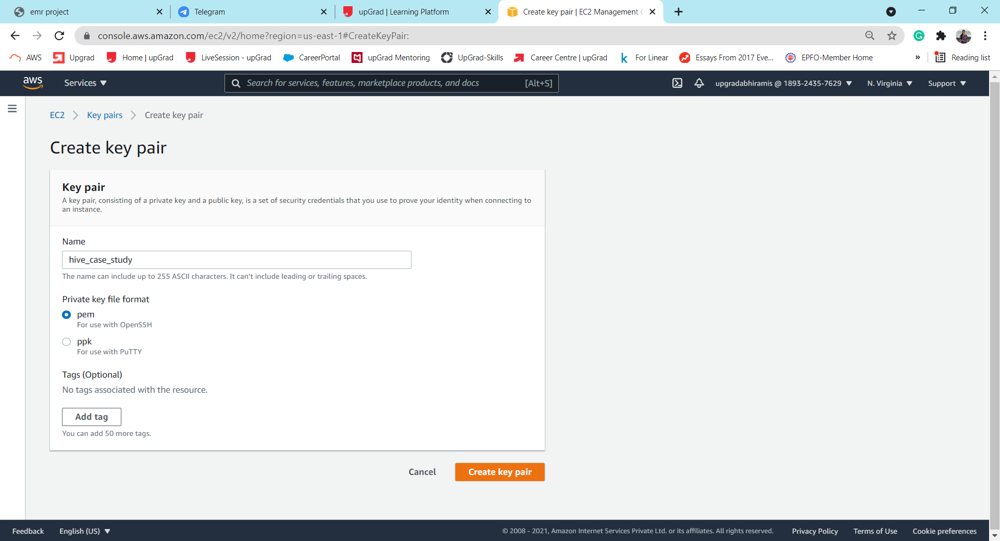 emr project
Telegram
upGrad | Learning Platform
Create key pair | EC2 Management
console.aws.amazon.com/ec2/v2/home?region=us-east-1#CreateKeyPair:
AWS
Upgrad
Home | upGrad
LiveSession - upGrad
CareerPortal
upGrad Mentoring
UpGrad-Skills
Career Centre | upGrad
For Linear
Essays From 2017 Eve...
EPFO-Member Home
»
Reading list
aws
Services
Search for services, features, marketplace products, and docs
[Alt+S]
upgradabhiramis @ 1893-2435-7629
N. Virginia
Support
EC2
Key pairs
Create key pair
Create key pair
Key pair
A key pair, consisting of a private key and a public key, is a set of security credentials that you use to prove your identity when connecting to
an instance.
Name
hive_case_study
The name can include up to 255 ASCII characters. It can't include leading or trailing spaces.
Private key file format
pem
For use with OpenSSH
ppk
For use with PuTTY
Tags (Optional)
No tags associated with the resource.
Add tag
You can add 50 more tags.
Cancel
Create key pair
Feedback
English (US)
© 2008 - 2021, Amazon Internet Services Private Ltd. or its affiliates. All rights reserved.
Privacy Policy
Terms of Use
Cookie preferences